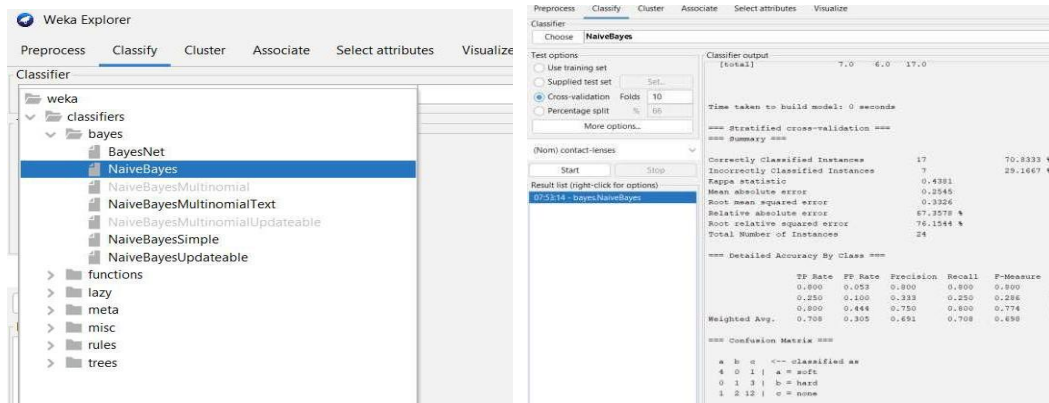 Weka Explorer
Preprocess Classify Cluster Associate Select attributes Visualize
Classifier
weka
classifiers
bayes
BayesNet
NaiveBayes
NaiveBayesMultinomial
NaiveBayesMultinomialText
NaiveBayesMultinomialUpdateable
NaiveBayesSimple
NaiveBayesUpdateable
functions
lazy
meta
misc
rules
trees
Preprocess Classify Cluster Associate Select attributes Visualize
Classifier
Choose NaiveBayes
Test options
Use training set
Supplied test set Set...
Cross-validation Folds 10
Percentage split % 66
More options...
(Nom) contact-lenses
Start Stop
Result list (right-click for options)
07:53:14 - bayes.NaiveBayes
Classifier output
[total] 7.0 6.0 17.0
Time taken to build model: 0 seconds
=== Stratified cross-validation ===
=== Summary ===
Correctly Classified Instances 17 70.8333 %
Incorrectly Classified Instances 7 29.1667 %
Kappa statistic 0.4381
Mean absolute error 0.2545
Root mean squared error 0.3326
Relative absolute error 67.3578 %
Root relative squared error 76.1544 %
Total Number of Instances 24
=== Detailed Accuracy By Class ===
TP Rate FP Rate Precision Recall F-Measure
0.800 0.053 0.800 0.800 0.800
0.250 0.100 0.333 0.250 0.286
0.800 0.444 0.750 0.800 0.774
Weighted Avg. 0.708 0.305 0.691 0.708 0.698
=== Confusion Matrix ===
a b c <-- classified as
4 0 1 | a = soft
0 1 3 | b = hard
1 2 12 | c = none